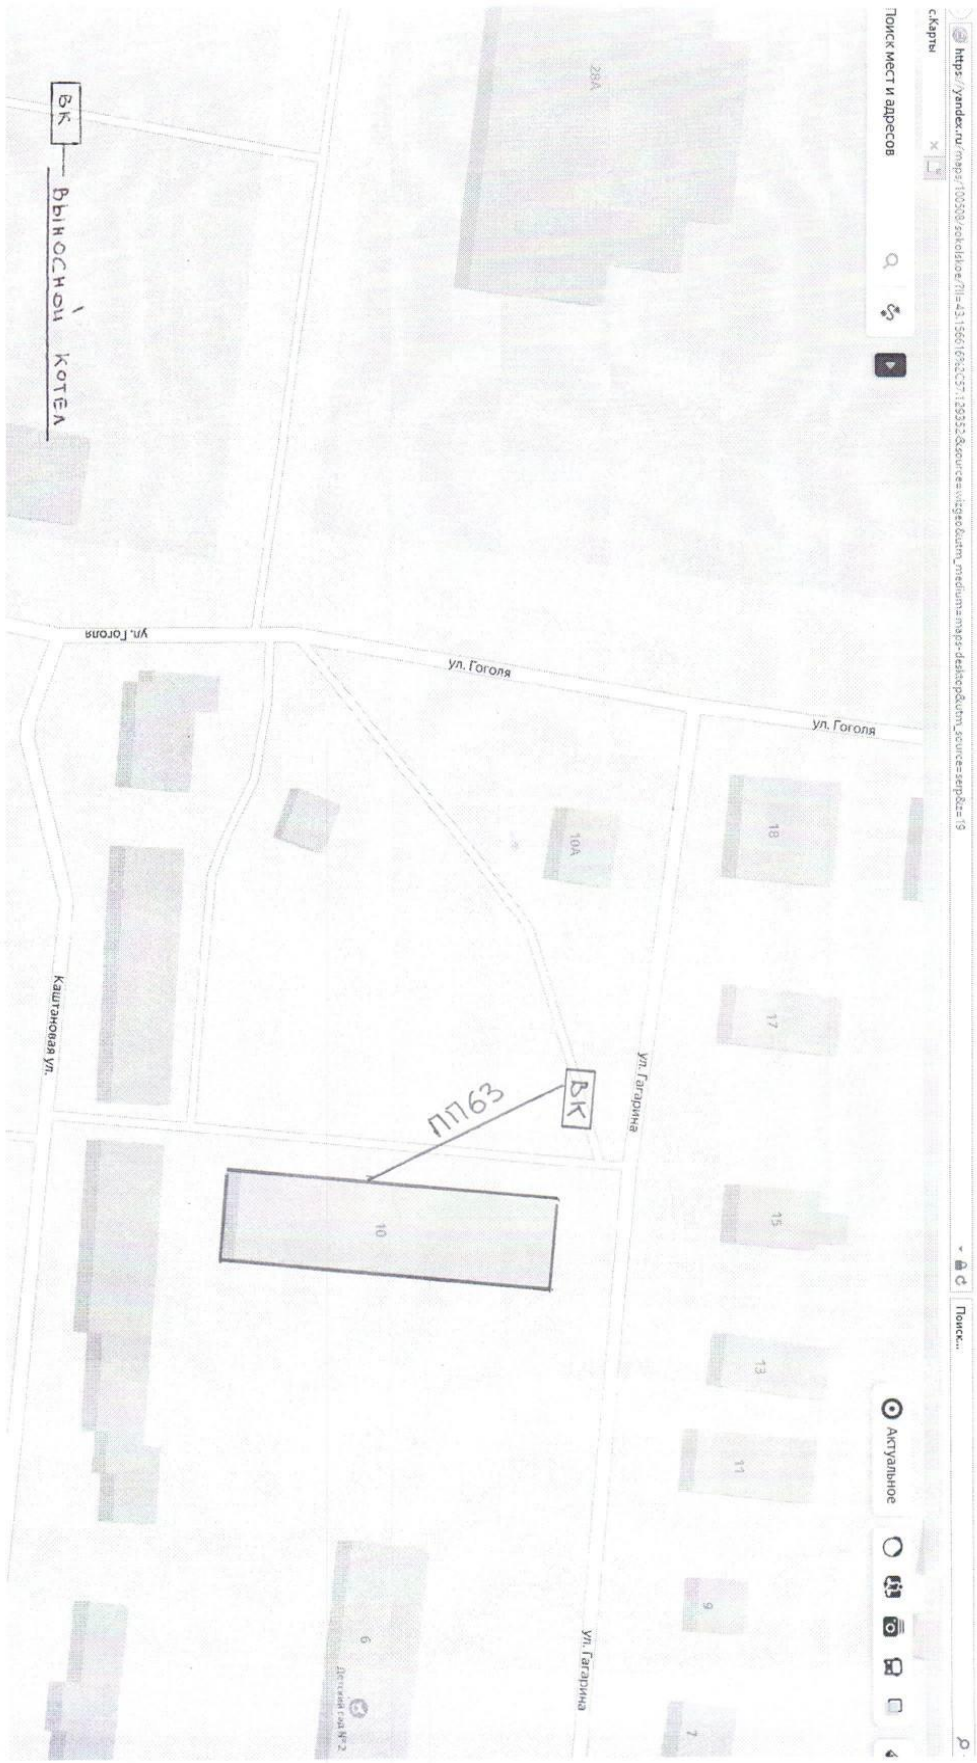 https://yandex.ru/maps/100508/sokolskoe/?ll=43.156616%2C57.129352&source=wizgeo&utm_medium=maps-desktop&utm_source=serp&z=19
Поиск...
с.Карты
Поиск мест и адресов
Актуальное
28А
ул. Гоголя
ул. Гоголя
ул. Гоголя
18
17
15
13
11
9
7
10А
ул. Гагарина
ул. Гагарина
ВК
ПП63
10
6
Детский сад №2
Каштановая ул.
ВК
Выносной котел